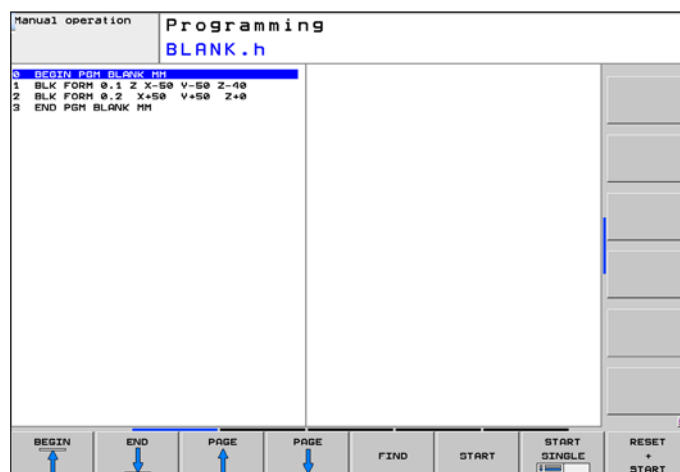 Manual operation
Programming
BLANK.h
0 BEGIN PGM BLANK MM
1 BLK FORM 0.1 Z X-50 Y-50 Z-40
2 BLK FORM 0.2 X+50 Y+50 Z+0
3 END PGM BLANK MM
BEGIN
END
PAGE
PAGE
FIND
START
START
SINGLE
RESET
+
START